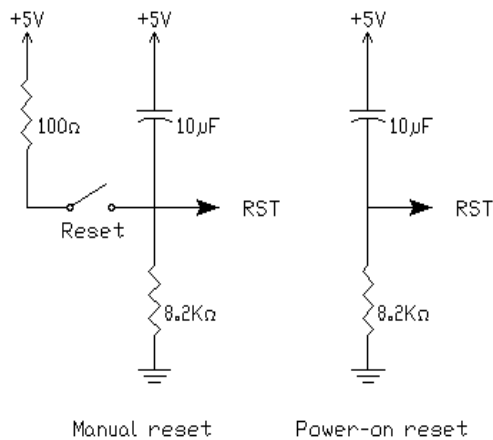 +5V +5V +5V
100Ω 10µF 10µF
RST RST
Reset
8.2KΩ 8.2KΩ
Manual reset Power-on reset